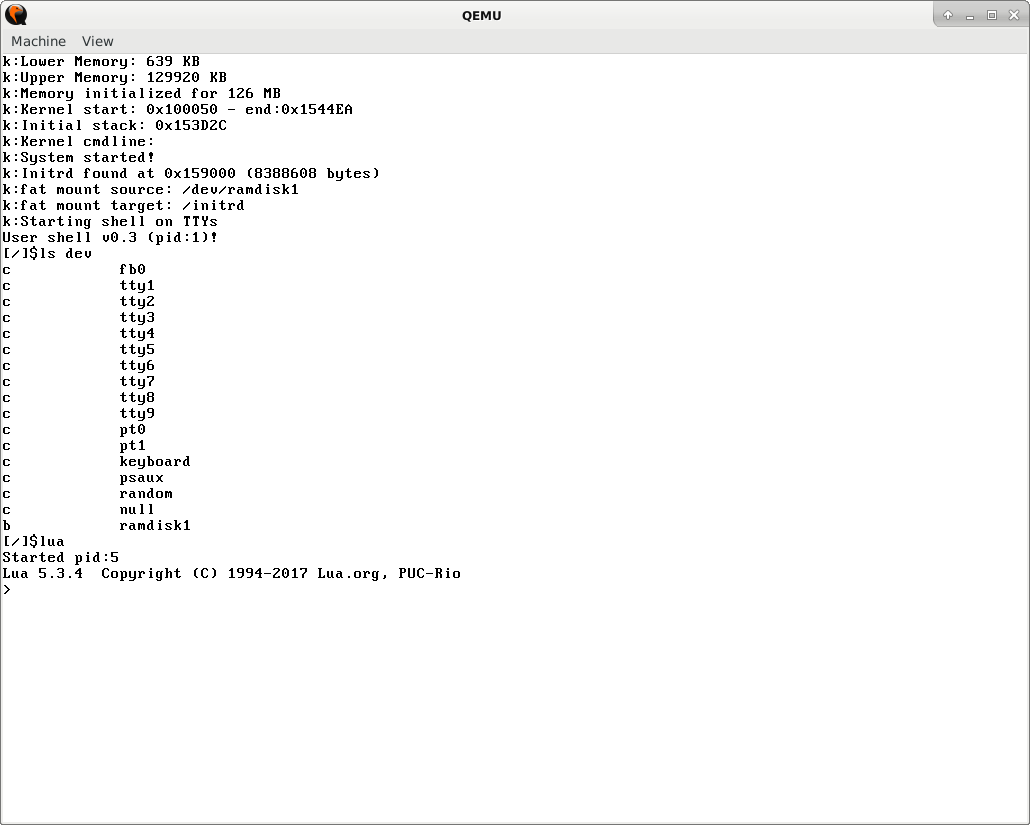 QEMU
Machine View
k:Lower Memory: 639 KB
k:Upper Memory: 129920 KB
k:Memory initialized for 126 MB
k:Kernel start: 0x100050 - end:0x1544EA
k:Initial stack: 0x153D2C
k:Kernel cmdline:
k:System started!
k:Initrd found at 0x159000 (8388608 bytes)
k:fat mount source: /dev/ramdisk1
k:fat mount target: /initrd
k:Starting shell on TTYs
User shell v0.3 (pid:1)!
[/]$ls dev
c             fb0
c             tty1
c             tty2
c             tty3
c             tty4
c             tty5
c             tty6
c             tty7
c             tty8
c             tty9
c             pt0
c             pt1
c             keyboard
c             psaux
c             random
c             null
b             ramdisk1
[/]$lua
Started pid:5
Lua 5.3.4  Copyright (C) 1994-2017 Lua.org, PUC-Rio
>